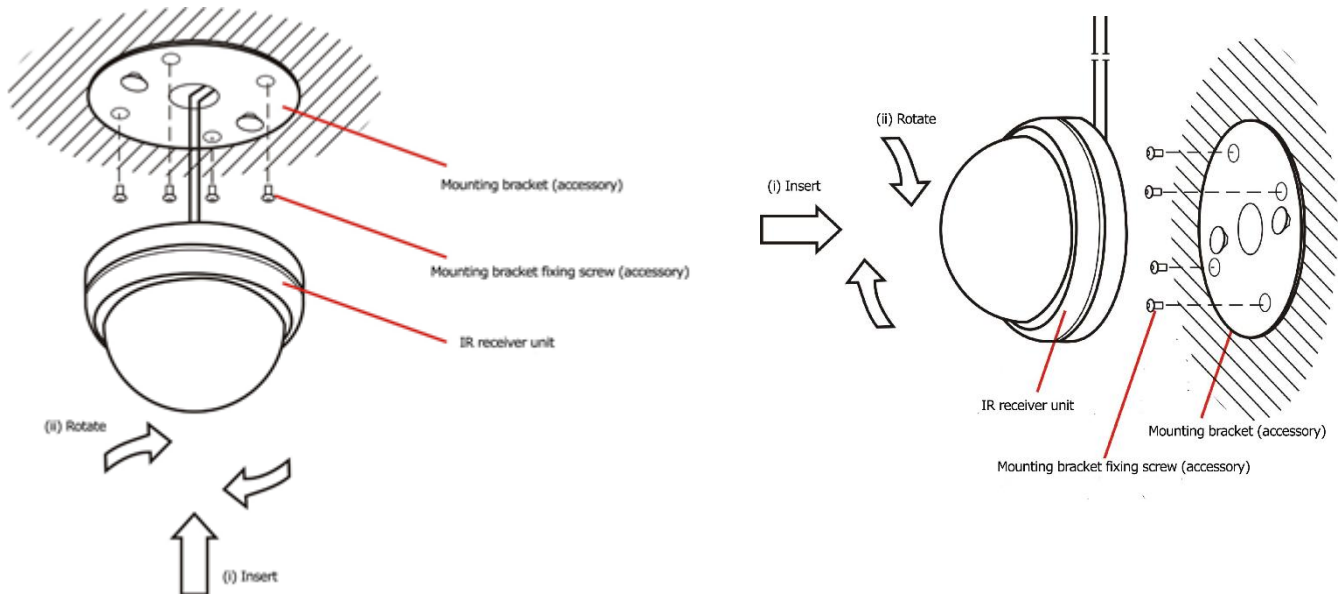 Mounting bracket (accessory)
Mounting bracket fixing screw (accessory)
IR receiver unit
(ii) Rotate
(i) Insert
(ii) Rotate
(i) Insert
IR receiver unit
Mounting bracket (accessory)
Mounting bracket fixing screw (accessory)